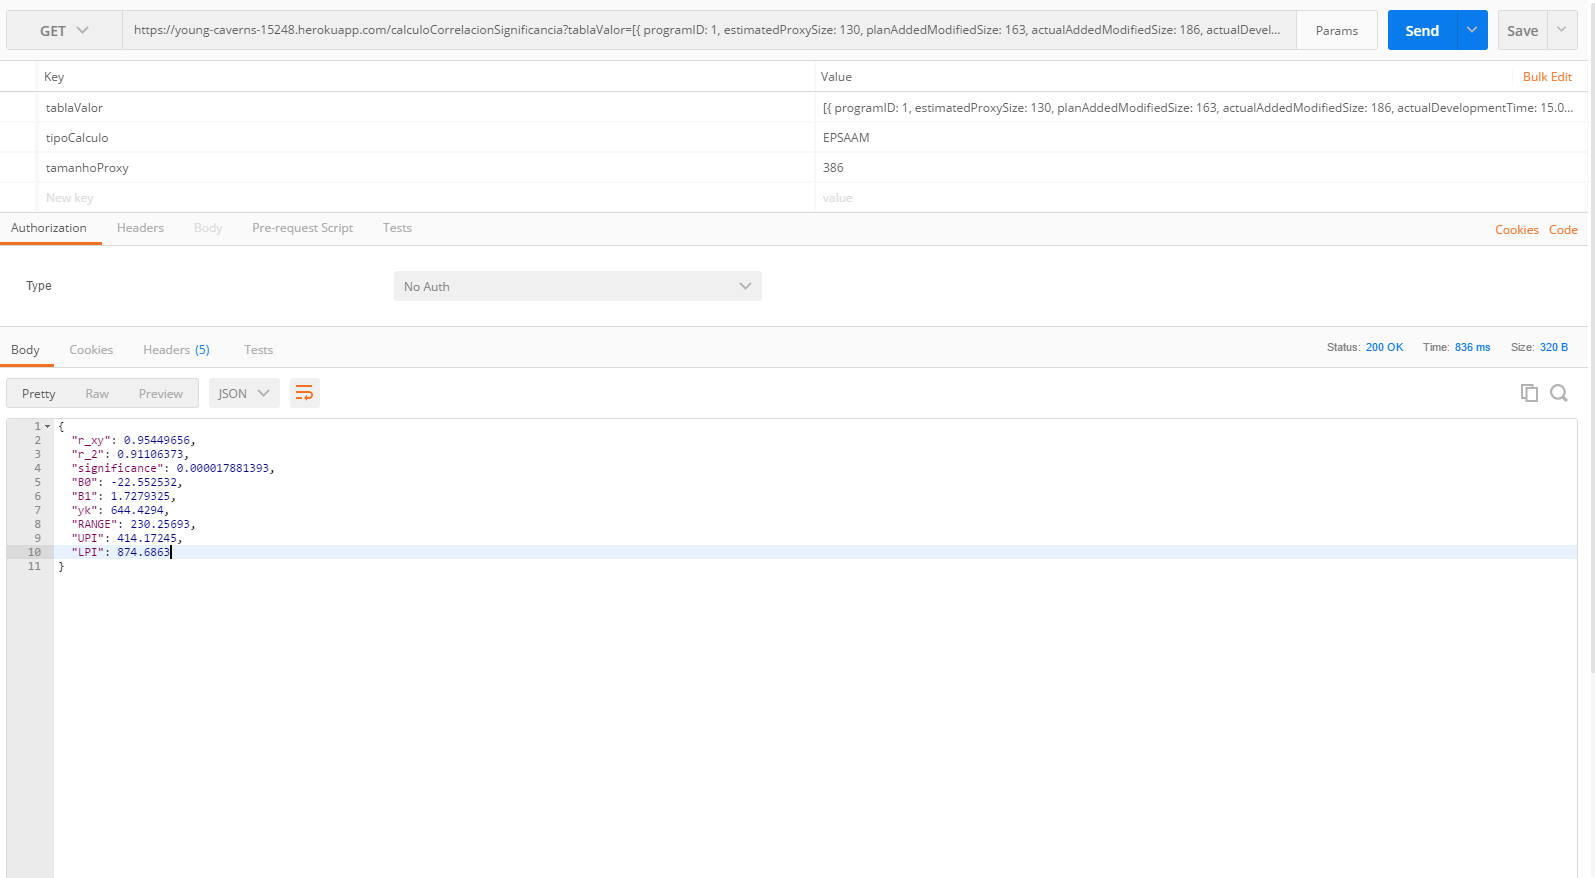 GET https://young-caverns-15248.herokuapp.com/calculoCorrelacionSignificancia?tablaValor=[{ programID: 1, estimatedProxySize: 130, planAddedModifiedSize: 163, actualAddedModifiedSize: 186, actualDevel... Params Send Save
Key Value Bulk Edit
tablaValor [{ programID: 1, estimatedProxySize: 130, planAddedModifiedSize: 163, actualAddedModifiedSize: 186, actualDevelopmentTime: 15.0...
tipoCalculo EPSAAM
tamanhoProxy 386
New key value
Authorization Headers Body Pre-request Script Tests Cookies Code
Type No Auth
Body Cookies Headers (5) Tests Status: 200 OK Time: 836 ms Size: 320 B
Pretty Raw Preview JSON
1 {
2 "r_xy": 0.95449656,
3 "r_2": 0.91106373,
4 "significance": 0.000017881393,
5 "B0": -22.552532,
6 "B1": 1.7279325,
7 "yk": 644.4294,
8 "RANGE": 230.25693,
9 "UPI": 414.17245,
10 "LPI": 874.6863
11 }